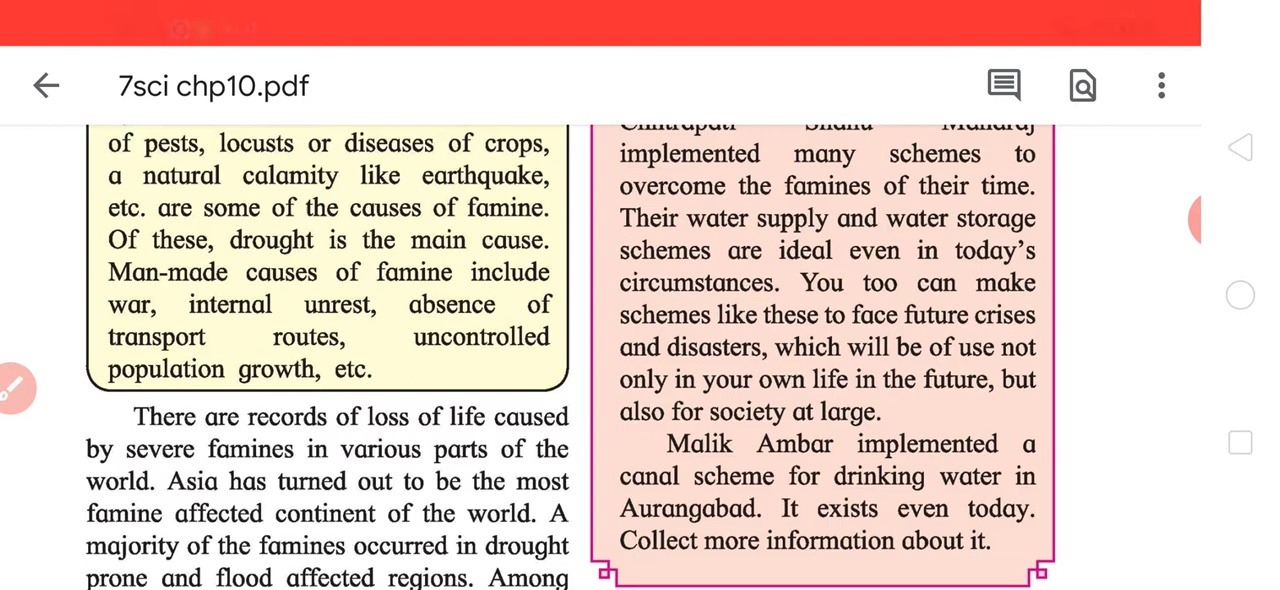 7sci chp10.pdf
of pests, locusts or diseases of crops,
a natural calamity like earthquake,
etc. are some of the causes of famine.
Of these, drought is the main cause.
Man-made causes of famine include
war, internal unrest, absence of
transport routes, uncontrolled
population growth, etc.
There are records of loss of life caused
by severe famines in various parts of the
world. Asia has turned out to be the most
famine affected continent of the world. A
majority of the famines occurred in drought
prone and flood affected regions. Among
Chhtrapati Shahu Maharaj
implemented many schemes to
overcome the famines of their time.
Their water supply and water storage
schemes are ideal even in today's
circumstances. You too can make
schemes like these to face future crises
and disasters, which will be of use not
only in your own life in the future, but
also for society at large.
Malik Ambar implemented a
canal scheme for drinking water in
Aurangabad. It exists even today.
Collect more information about it.